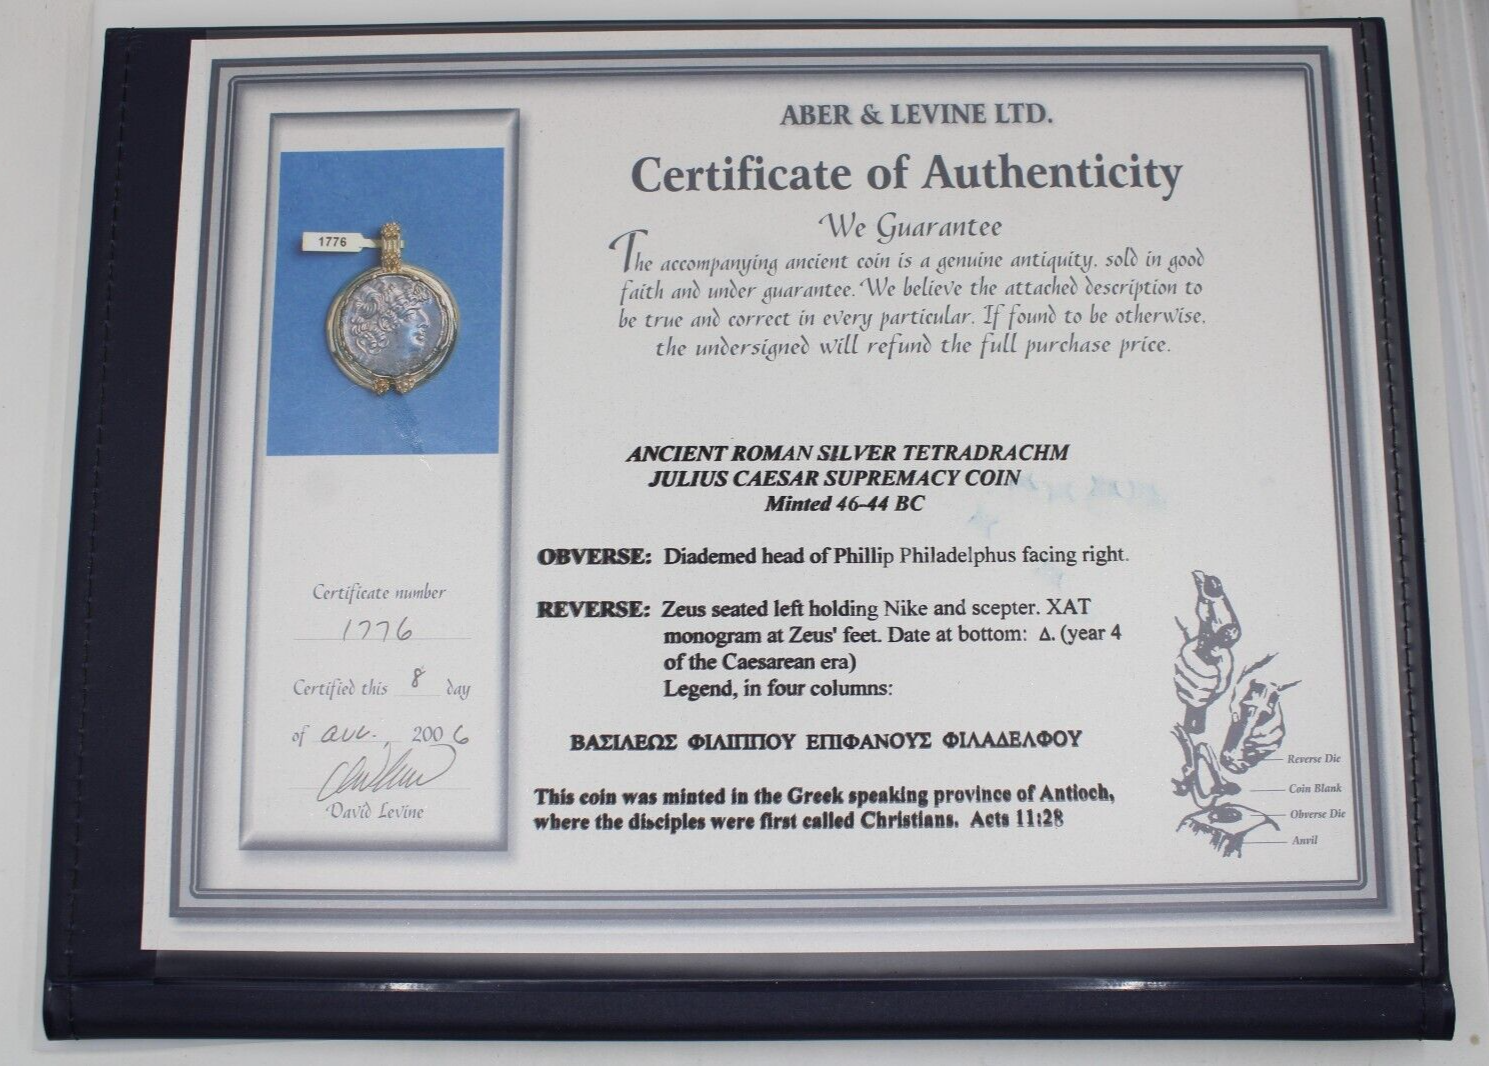 ABER & LEVINE LTD.
Certificate of Authenticity
We Guarantee
The accompanying ancient coin is a genuine antiquity, sold in good
faith and under guarantee. We believe the attached description to
be true and correct in every particular. If found to be otherwise,
the undersigned will refund the full purchase price.
1776
ANCIENT ROMAN SILVER TETRADRACHM
JULIUS CAESAR SUPREMACY COIN
Minted 46-44 BC
OBVERSE: Diademed head of Phillip Philadelphus facing right.
REVERSE: Zeus seated left holding Nike and scepter. XAT
monogram at Zeus' feet. Date at bottom: Δ. (year 4
of the Caesarean era)
Legend, in four columns:
ΒΑΣΙΛΕΩΣ ΦΙΛΙΠΠΟΥ ΕΠΙΦΑΝΟΥΣ ΦΙΛΑΔΕΛΦΟΥ
This coin was minted in the Greek speaking province of Antioch,
where the disciples were first called Christians. Acts 11:28
Certificate number
1776
Certified this 8 day
of Aug. , 2006
David Levine
Reverse Die
Coin Blank
Obverse Die
Anvil